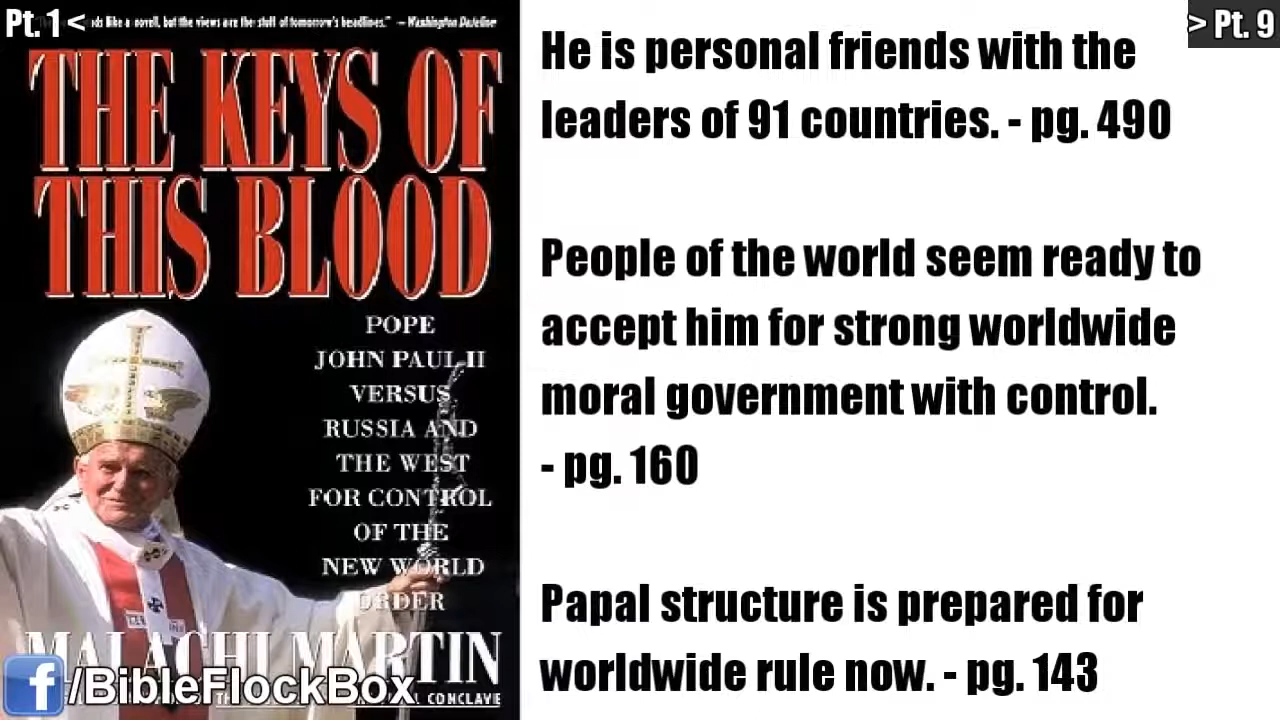 Pt. 1 <
ds like a novel, but the views are the stuff of tomorrow's headlines." — Washington Dateline
> Pt. 9
THE KEYS OF
THIS BLOOD
POPE
JOHN PAUL II
VERSUS
RUSSIA AND
THE WEST
FOR CONTROL
OF THE
NEW WORLD
ORDER
MALACHI MARTIN
/BibleFlockBox
CONCLAVE
He is personal friends with the
leaders of 91 countries. - pg. 490
People of the world seem ready to
accept him for strong worldwide
moral government with control.
- pg. 160
Papal structure is prepared for
worldwide rule now. - pg. 143